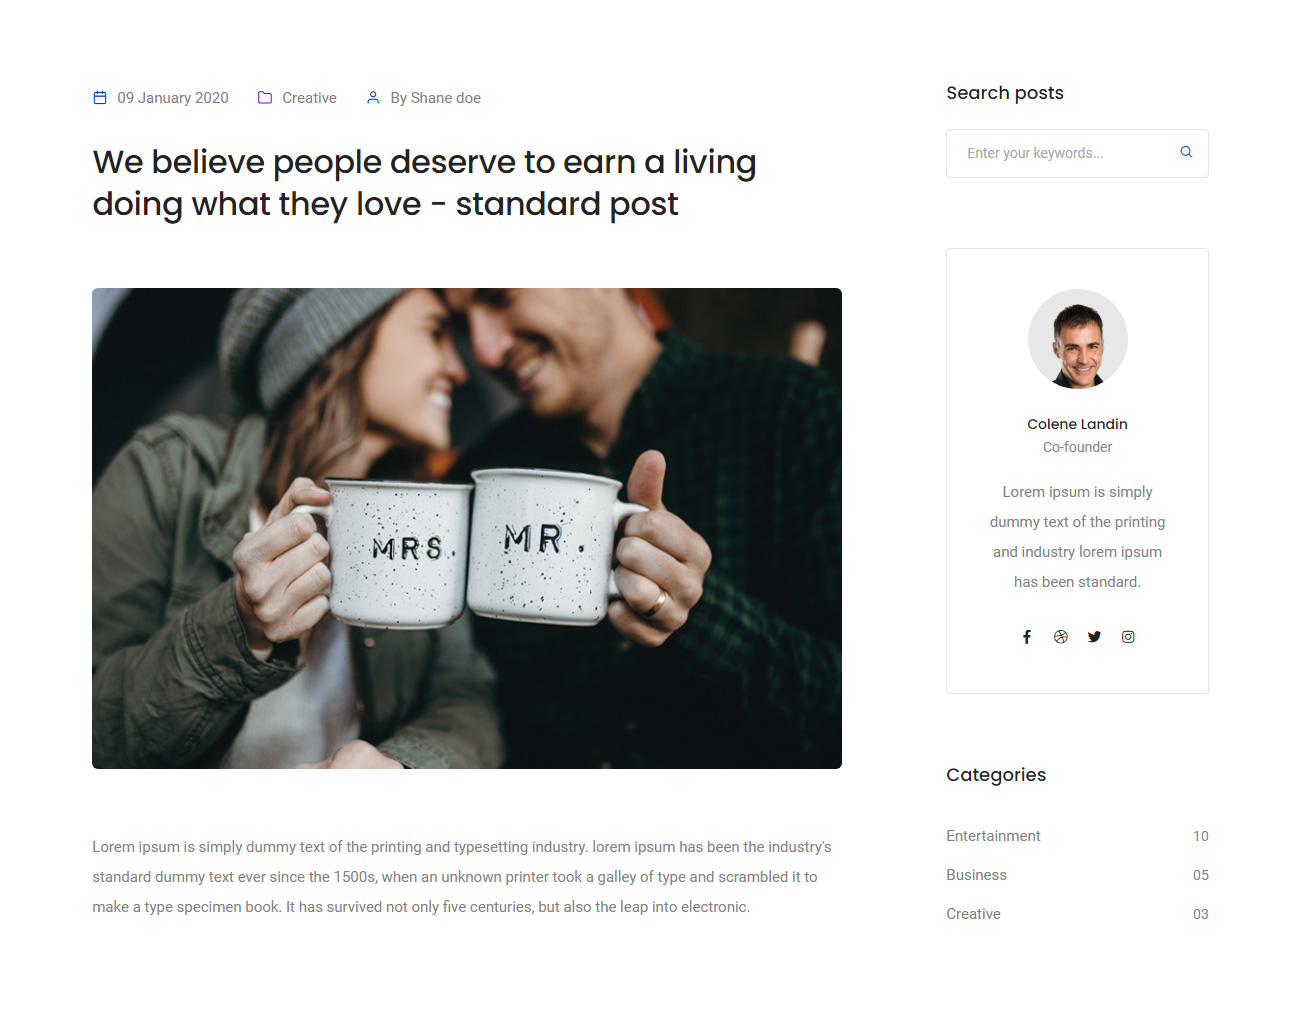 09 January 2020 Creative By Shane doe
We believe people deserve to earn a living
doing what they love - standard post
MRS. MR.
Lorem ipsum is simply dummy text of the printing and typesetting industry. lorem ipsum has been the industry's
standard dummy text ever since the 1500s, when an unknown printer took a galley of type and scrambled it to
make a type specimen book. It has survived not only five centuries, but also the leap into electronic.
Search posts
Enter your keywords...
Colene Landin
Co-founder
Lorem ipsum is simply
dummy text of the printing
and industry lorem ipsum
has been standard.
Categories
Entertainment 10
Business 05
Creative 03